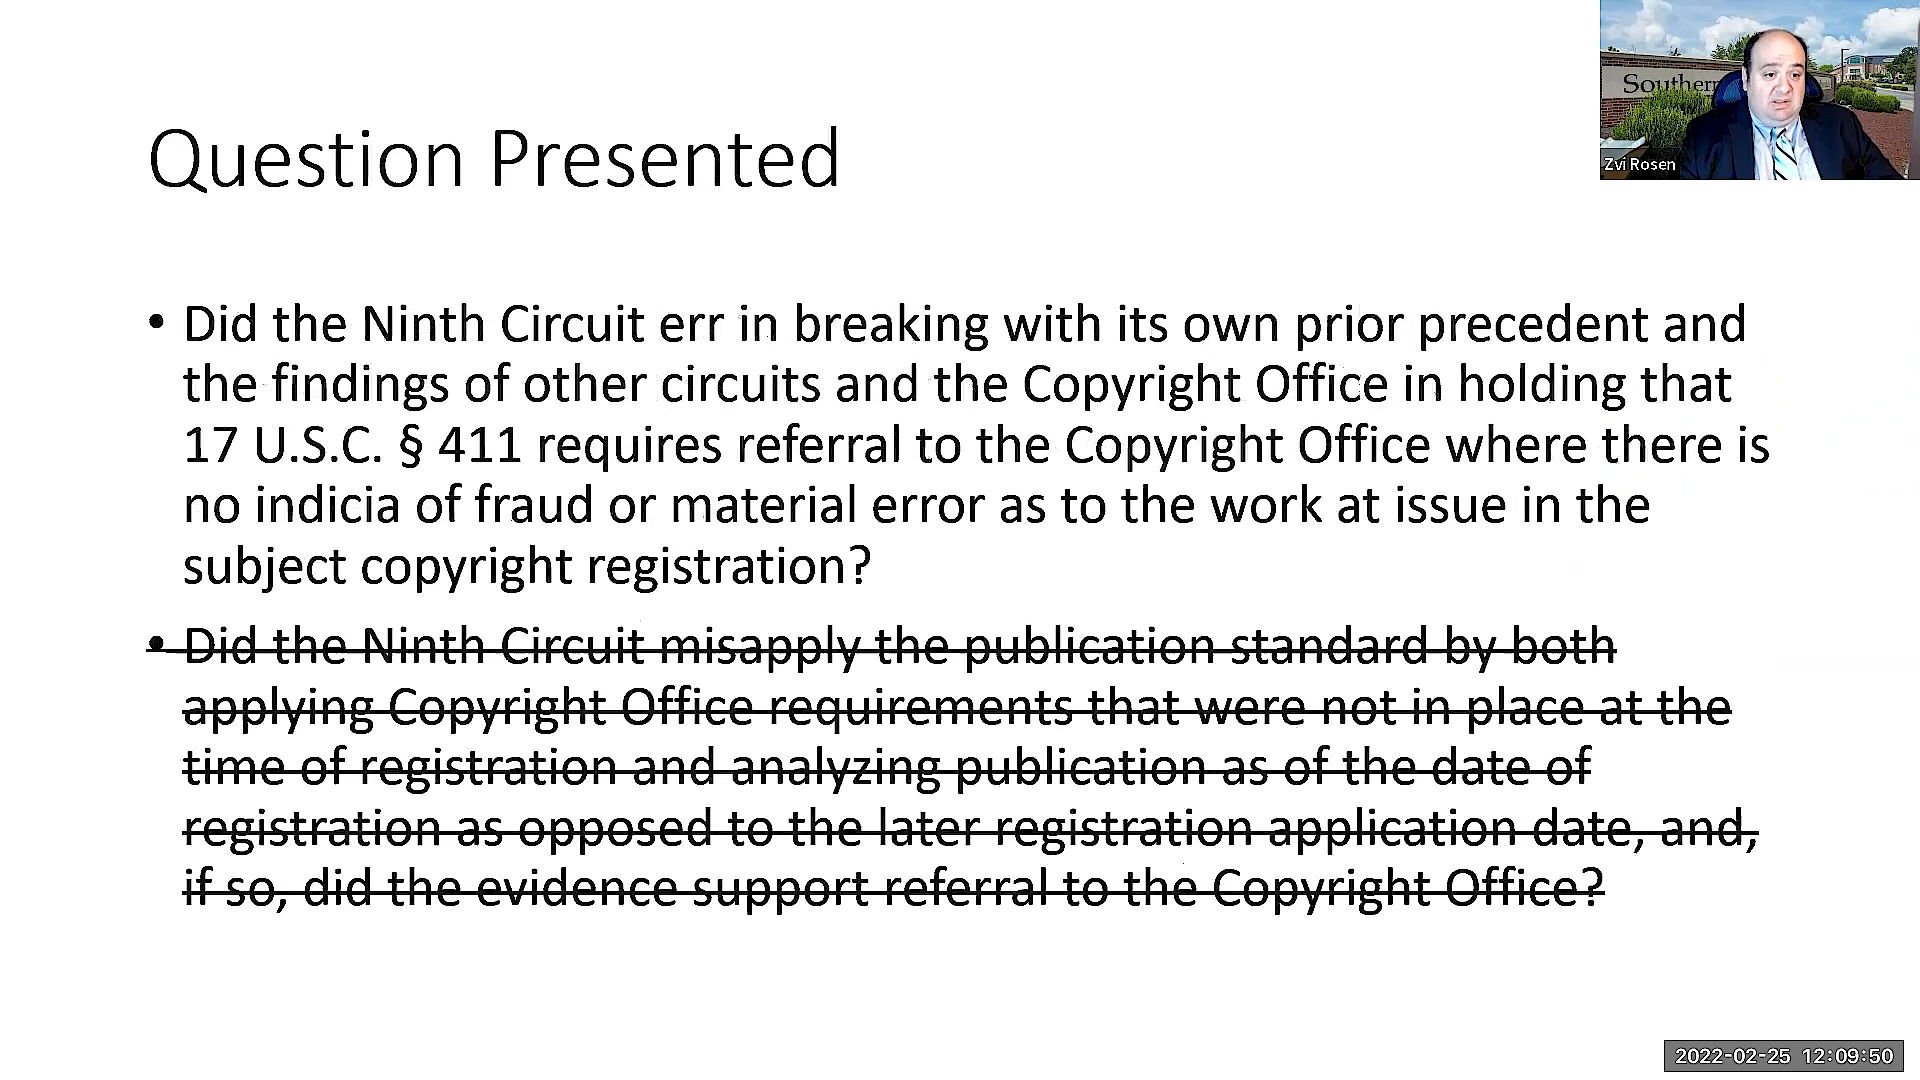 Southern
Zvi Rosen
Question Presented
• Did the Ninth Circuit err in breaking with its own prior precedent and
the findings of other circuits and the Copyright Office in holding that
17 U.S.C. § 411 requires referral to the Copyright Office where there is
no indicia of fraud or material error as to the work at issue in the
subject copyright registration?
• Did the Ninth Circuit misapply the publication standard by both
applying Copyright Office requirements that were not in place at the
time of registration and analyzing publication as of the date of
registration as opposed to the later registration application date, and,
if so, did the evidence support referral to the Copyright Office?
2022-02-25 12:09:50